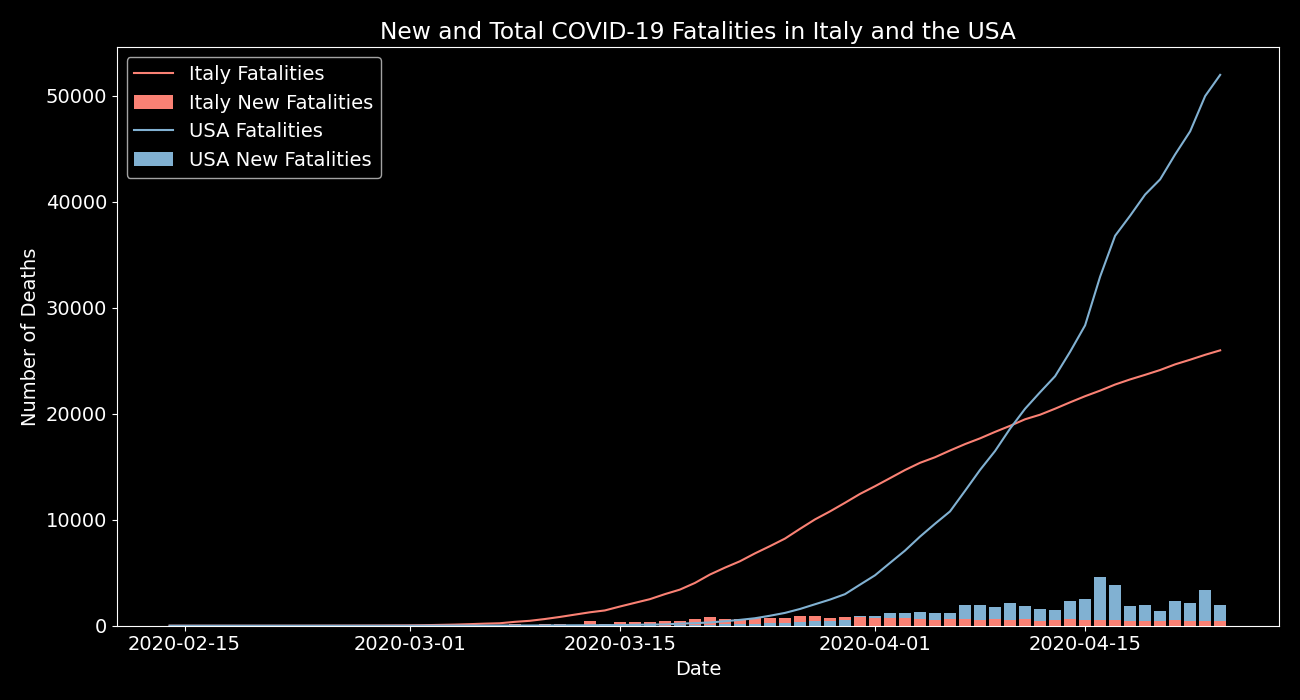 New and Total COVID-19 Fatalities in Italy and the USA
Italy Fatalities
Italy New Fatalities
USA Fatalities
USA New Fatalities
Number of Deaths
50000
40000
30000
20000
10000
0
2020-02-15
2020-03-01
2020-03-15
2020-04-01
2020-04-15
Date